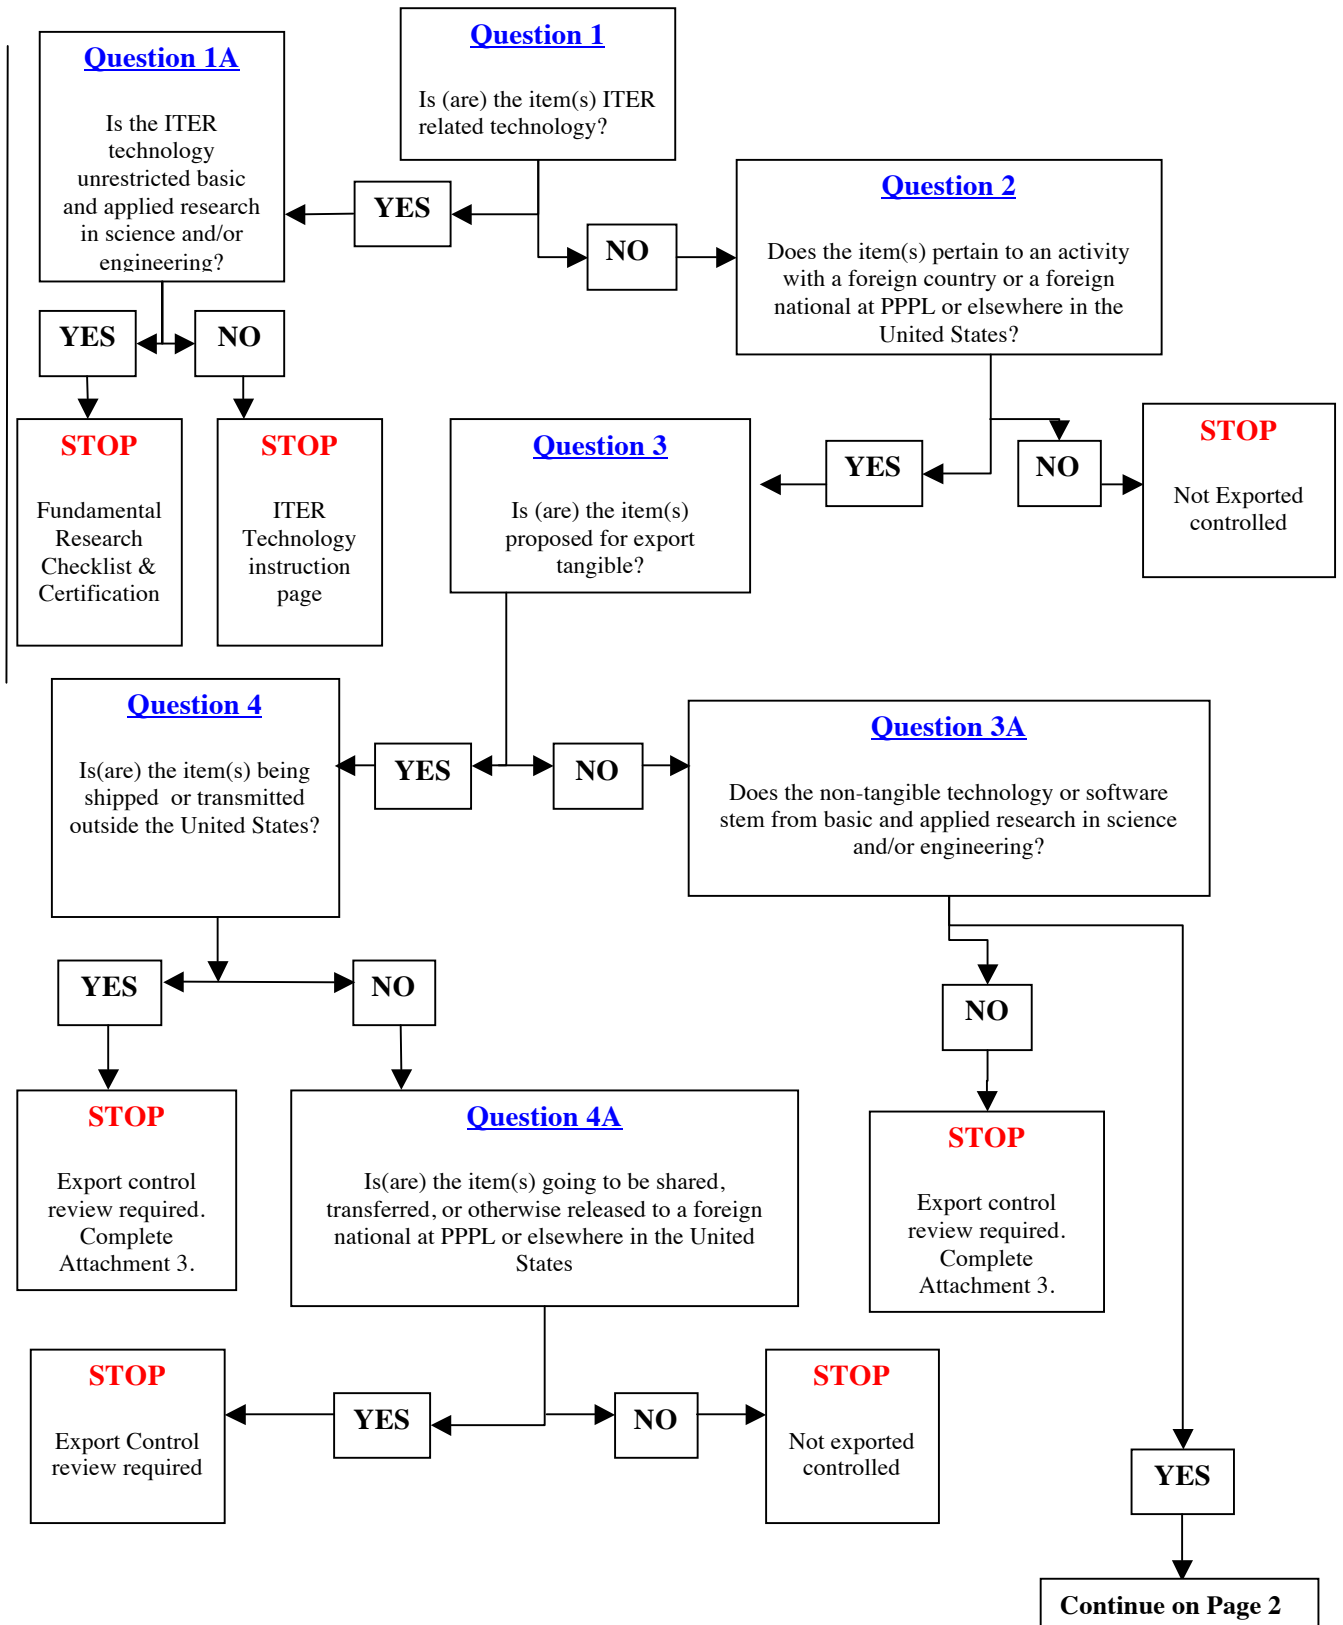 Question 1
Is (are) the item(s) ITER
related technology?
Question 1A
Is the ITER
technology
unrestricted basic
and applied research
in science and/or
engineering?
YES
NO
Question 2
Does the item(s) pertain to an activity
with a foreign country or a foreign
national at PPPL or elsewhere in the
United States?
YES
NO
STOP
Fundamental
Research
Checklist &
Certification
STOP
ITER
Technology
instruction
page
Question 3
Is (are) the item(s)
proposed for export
tangible?
YES
NO
STOP
Not Exported
controlled
Question 4
Is(are) the item(s) being
shipped or transmitted
outside the United States?
YES
NO
Question 3A
Does the non-tangible technology or software
stem from basic and applied research in science
and/or engineering?
YES
NO
NO
STOP
Export control
review required.
Complete
Attachment 3.
Question 4A
Is(are) the item(s) going to be shared,
transferred, or otherwise released to a foreign
national at PPPL or elsewhere in the United
States
STOP
Export control
review required.
Complete
Attachment 3.
STOP
Export Control
review required
YES
NO
STOP
Not exported
controlled
YES
Continue on Page 2